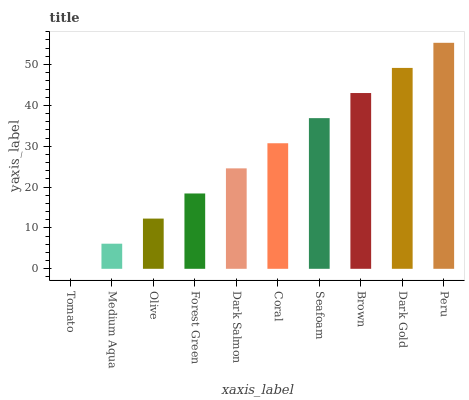 title
yaxis_label
50
40
30
20
10
0
Tomato
Medium Aqua
Olive
Forest Green
Dark Salmon
Coral
Seafoam
Brown
Dark Gold
Peru
xaxis_label